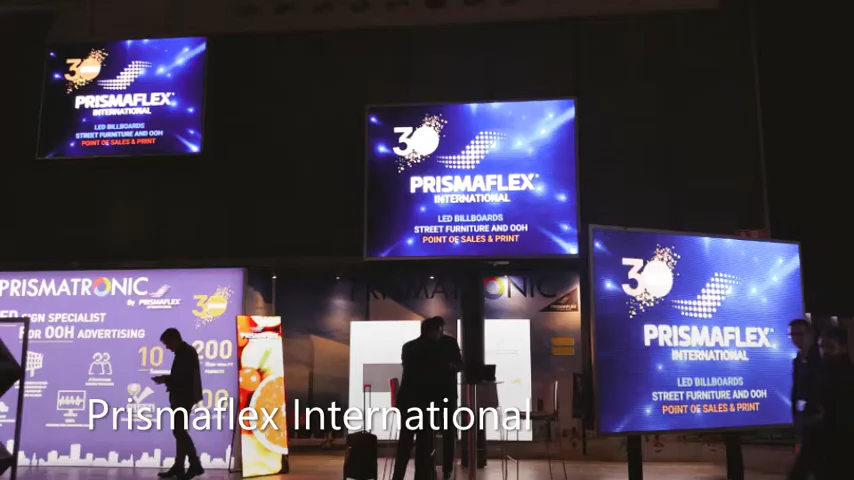 30
PRISMAFLEX
INTERNATIONAL
LED BILLBOARDS
STREET FURNITURE AND OOH
POINT OF SALES & PRINT
30
PRISMAFLEX
INTERNATIONAL
LED BILLBOARDS
STREET FURNITURE AND OOH
POINT OF SALES & PRINT
30
PRISMAFLEX
INTERNATIONAL
LED BILLBOARDS
STREET FURNITURE AND OOH
POINT OF SALES & PRINT
PRISMATRONIC
By PRISMAFLEX
30
SIGN SPECIALIST
FOR OOH ADVERTISING
10
200
PRISMATRONIC
Prismaflex International